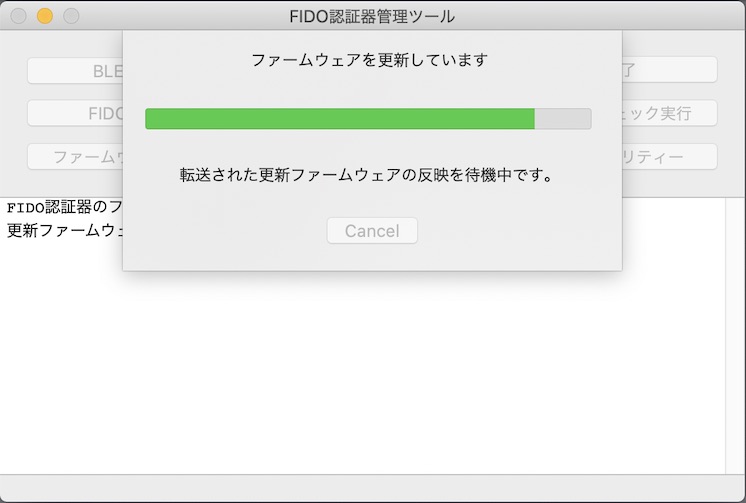 FIDO認証器管理ツール
ファームウェアを更新しています
BLE
了
FIDO
ェック実行
転送された更新ファームウェアの反映を待機中です。
ファームウ
リティー
FIDO認証器のフ
更新ファームウェ
Cancel